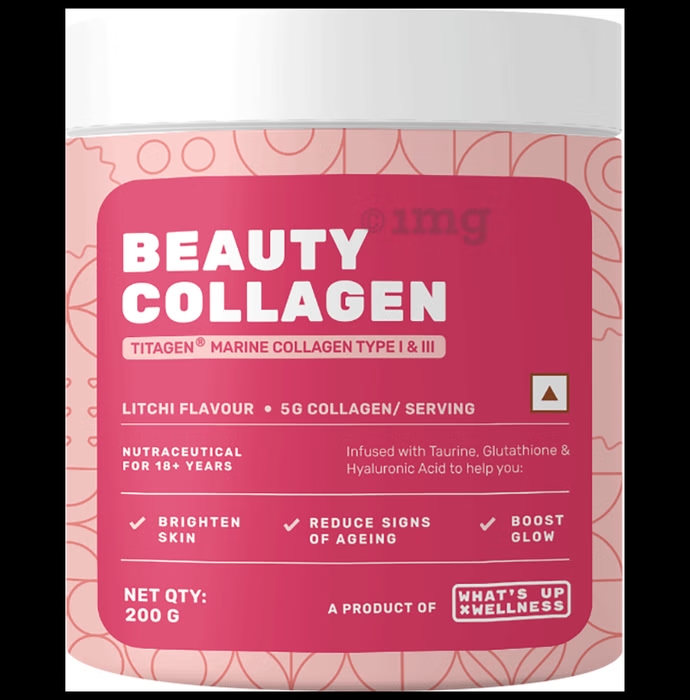 1mg
BEAUTY
COLLAGEN
TITAGEN® MARINE COLLAGEN TYPE I & III
LITCHI FLAVOUR • 5G COLLAGEN/ SERVING
NUTRACEUTICAL
FOR 18+ YEARS
Infused with Taurine, Glutathione &
Hyaluronic Acid to help you:
BRIGHTEN
SKIN
REDUCE SIGNS
OF AGEING
BOOST
GLOW
NET QTY:
200 G
A PRODUCT OF
WHAT'S UP
×WELLNESS